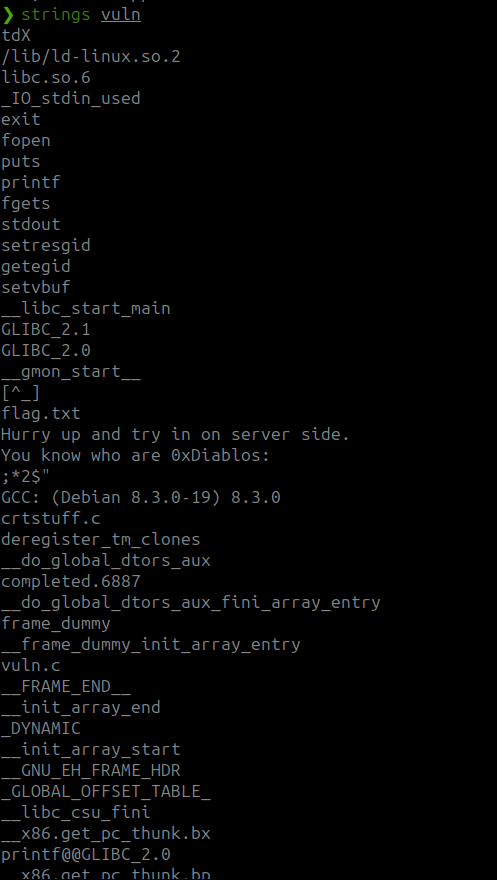 ❯ strings vuln
tdX
/lib/ld-linux.so.2
libc.so.6
_IO_stdin_used
exit
fopen
puts
printf
fgets
stdout
setresgid
getegid
setvbuf
__libc_start_main
GLIBC_2.1
GLIBC_2.0
__gmon_start__
[^_]
flag.txt
Hurry up and try in on server side.
You know who are 0xDiablos:
;*2$"
GCC: (Debian 8.3.0-19) 8.3.0
crtstuff.c
deregister_tm_clones
__do_global_dtors_aux
completed.6887
__do_global_dtors_aux_fini_array_entry
frame_dummy
__frame_dummy_init_array_entry
vuln.c
__FRAME_END__
__init_array_end
_DYNAMIC
__init_array_start
__GNU_EH_FRAME_HDR
_GLOBAL_OFFSET_TABLE_
__libc_csu_fini
__x86.get_pc_thunk.bx
printf@@GLIBC_2.0
__x86.get_pc_thunk.bp